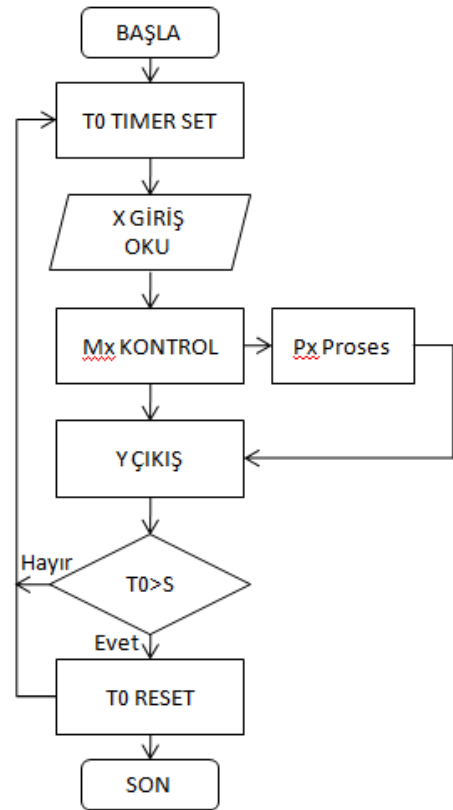 BAŞLA
T0 TIMER SET
X GİRİŞ
OKU
Mx KONTROL
Px Proses
Y ÇIKIŞ
Hayır
T0>S
Evet
T0 RESET
SON